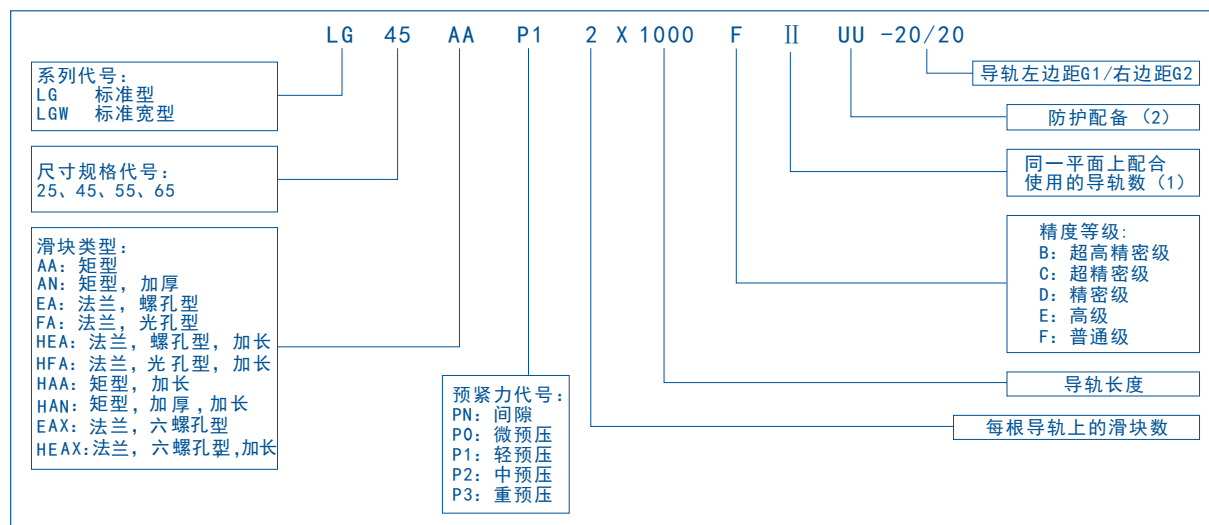 LG 45 AA P1 2 X 1000 F Ⅱ UU -20/20
系列代号:
LG 标准型
LGW 标准宽型
尺寸规格代号:
25、45、55、65
滑块类型:
AA: 矩型
AN: 矩型, 加厚
EA: 法兰, 螺孔型
FA: 法兰, 光孔型
HEA: 法兰, 螺孔型, 加长
HFA: 法兰, 光孔型, 加长
HAA: 矩型, 加长
HAN: 矩型, 加厚, 加长
EAX: 法兰, 六螺孔型
HEAX: 法兰, 六螺孔型, 加长
预紧力代号:
PN: 间隙
P0: 微预压
P1: 轻预压
P2: 中预压
P3: 重预压
导轨左边距G1/右边距G2
防护配备（2）
同一平面上配合
使用的导轨数（1）
精度等级:
B: 超高精密级
C: 超精密级
D: 精密级
E: 高级
F: 普通级
导轨长度
每根导轨上的滑块数